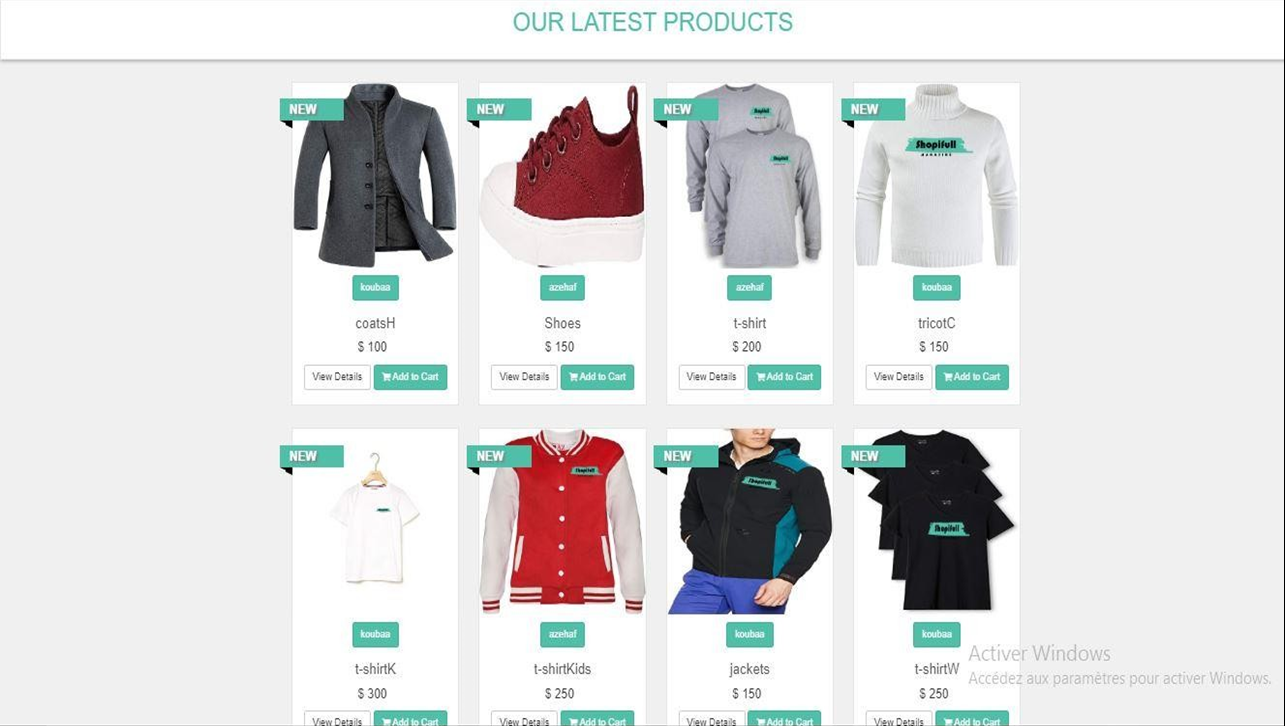 OUR LATEST PRODUCTS
NEW NEW NEW NEW
Shopifull
Shopifull
Shopifull
MAGAZINE
koubaa azehaf azehaf koubaa
coatsH Shoes t-shirt tricotC
$ 100 $ 150 $ 200 $ 150
View Details Add to Cart View Details Add to Cart View Details Add to Cart View Details Add to Cart
NEW NEW NEW NEW
Shopifull
Shopifull
Shopifull
koubaa azehaf koubaa koubaa
t-shirtK t-shirtKids jackets t-shirtW
$ 300 $ 250 $ 150 $ 250
View Details Add to Cart View Details Add to Cart View Details Add to Cart View Details Add to Cart
Activer Windows
Accédez aux paramètres pour activer Windows.